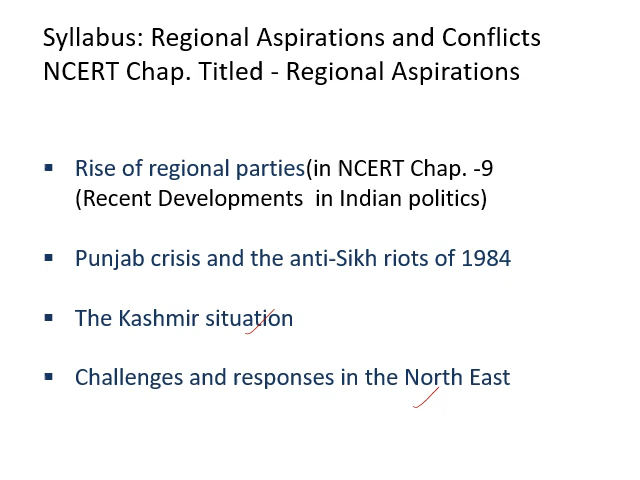 Syllabus: Regional Aspirations and Conflicts
NCERT Chap. Titled - Regional Aspirations
▪ Rise of regional parties(in NCERT Chap. -9
(Recent Developments  in Indian politics)
▪ Punjab crisis and the anti-Sikh riots of 1984
▪ The Kashmir situation
▪ Challenges and responses in the North East